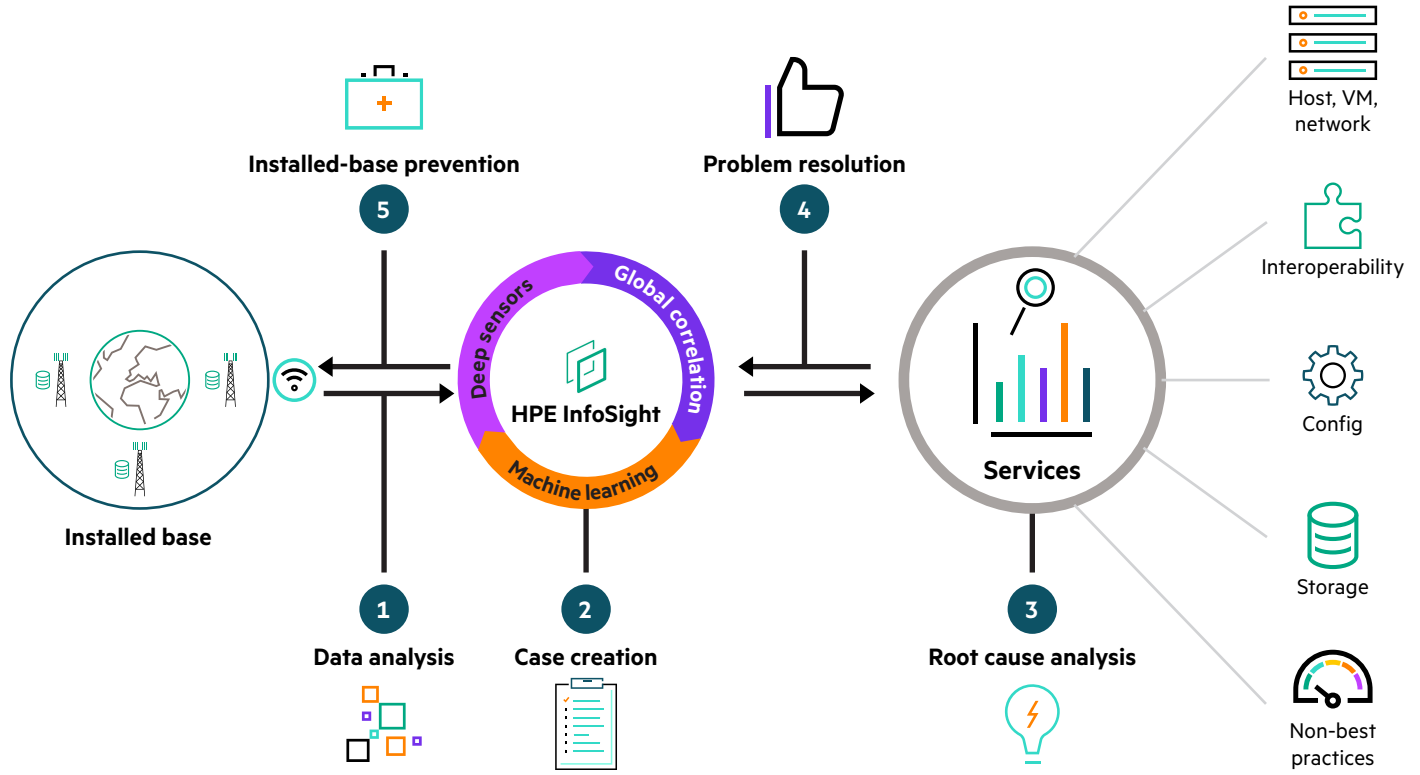 Host, VM,
network
Installed-base prevention
5
Problem resolution
4
Interoperability
Deep sensors
Global correlation
Machine learning
HPE InfoSight
Config
Services
Installed base
Storage
1
Data analysis
2
Case creation
3
Root cause analysis
Non-best
practices